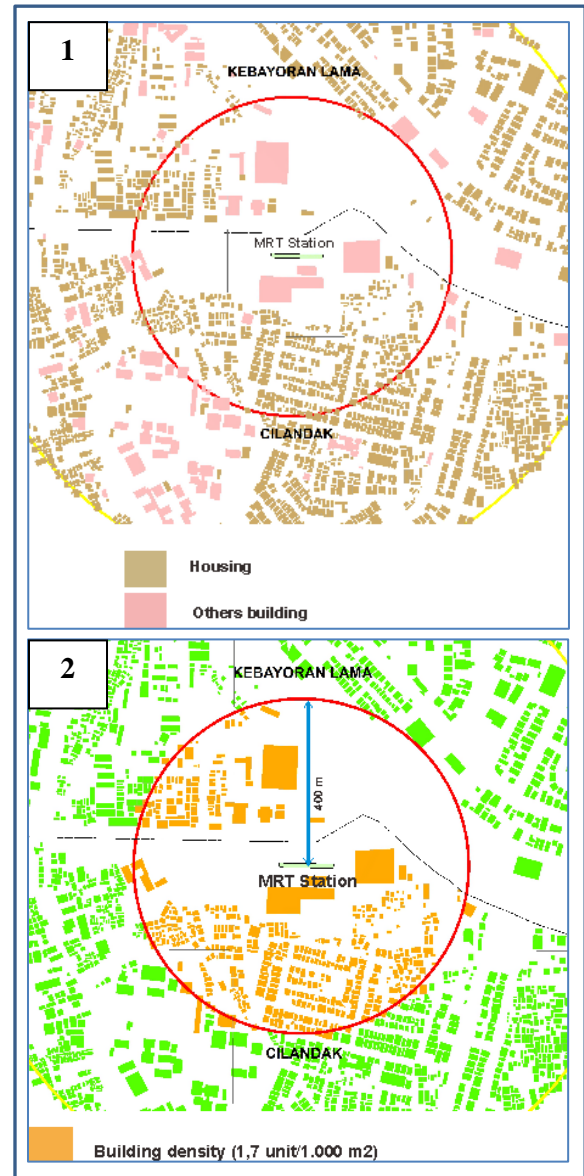 1
KEBAYORAN LAMA
MRT Station
CILANDAK
Housing
Others building
2
KEBAYORAN LAMA
400 m
MRT Station
CILANDAK
Building density (1,7 unit/1.000 m2)